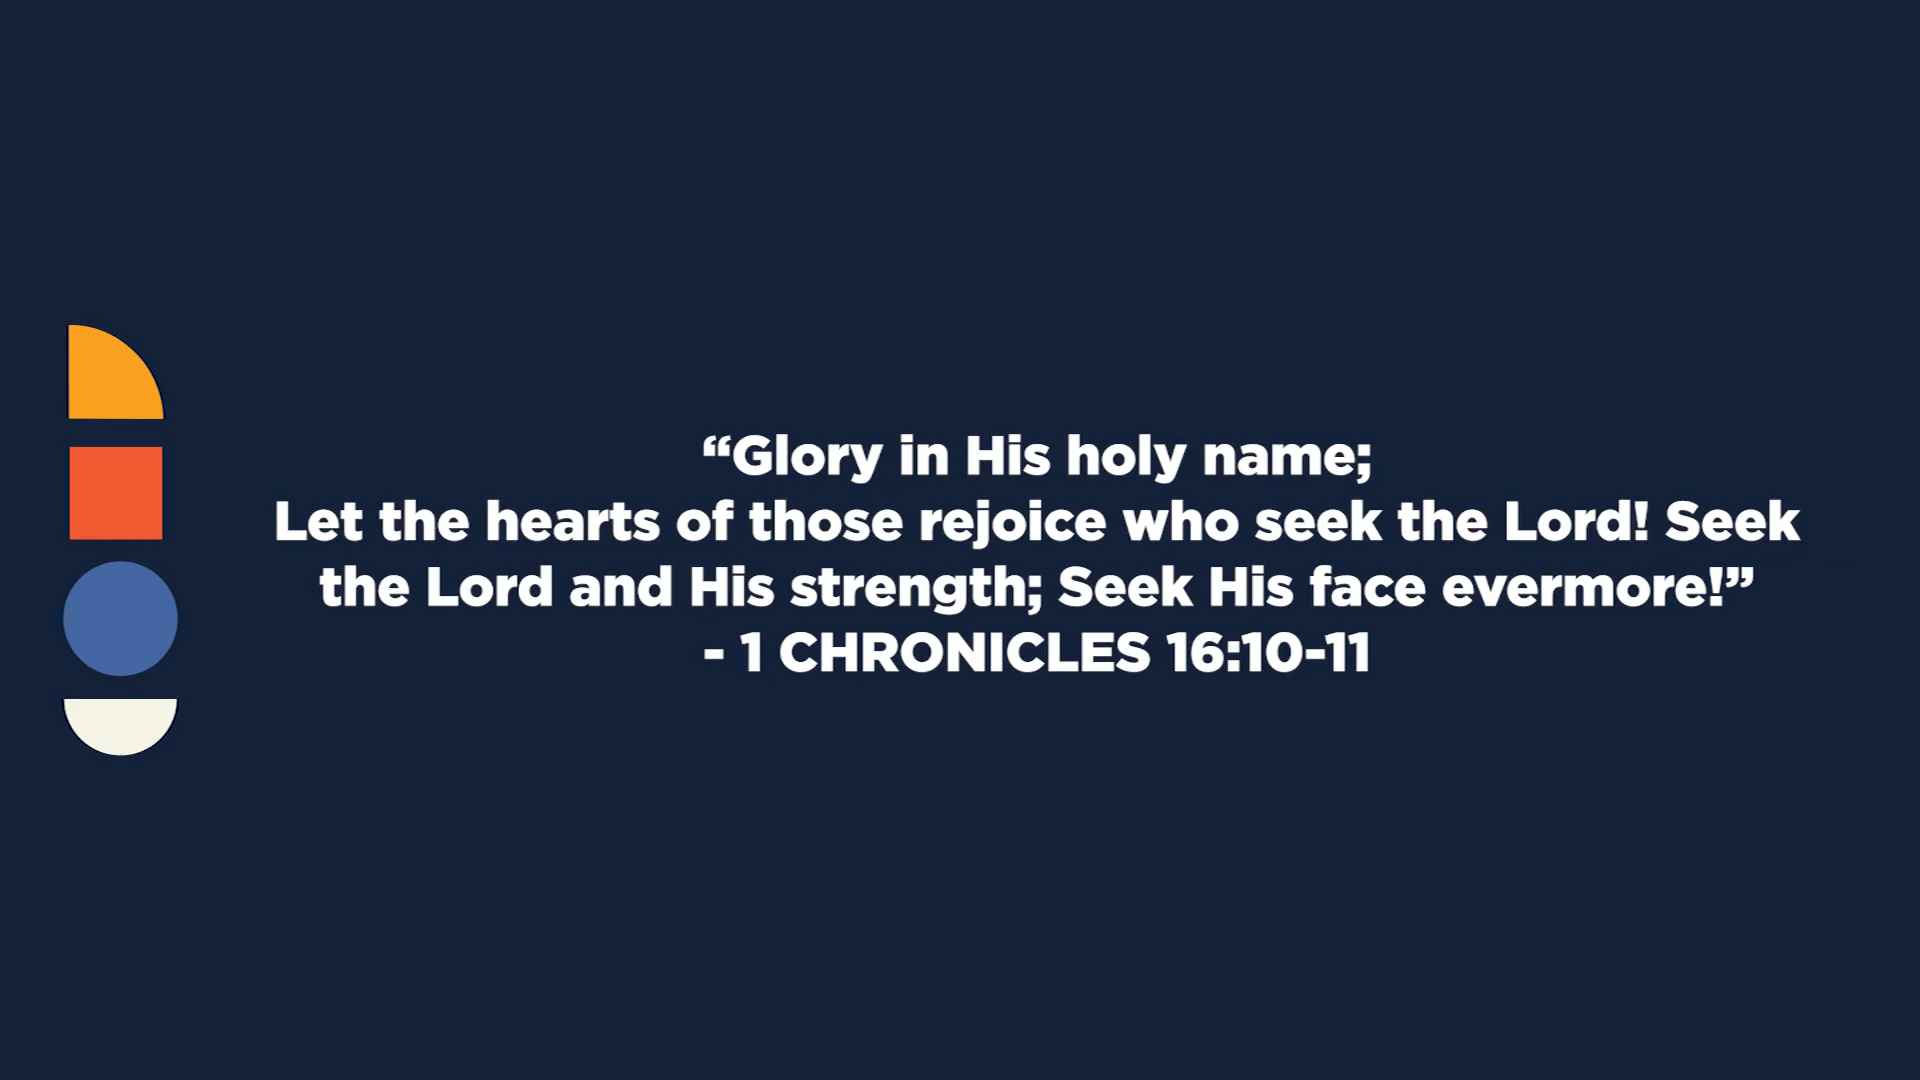 “Glory in His holy name;
Let the hearts of those rejoice who seek the Lord! Seek
the Lord and His strength; Seek His face evermore!”
- 1 CHRONICLES 16:10-11